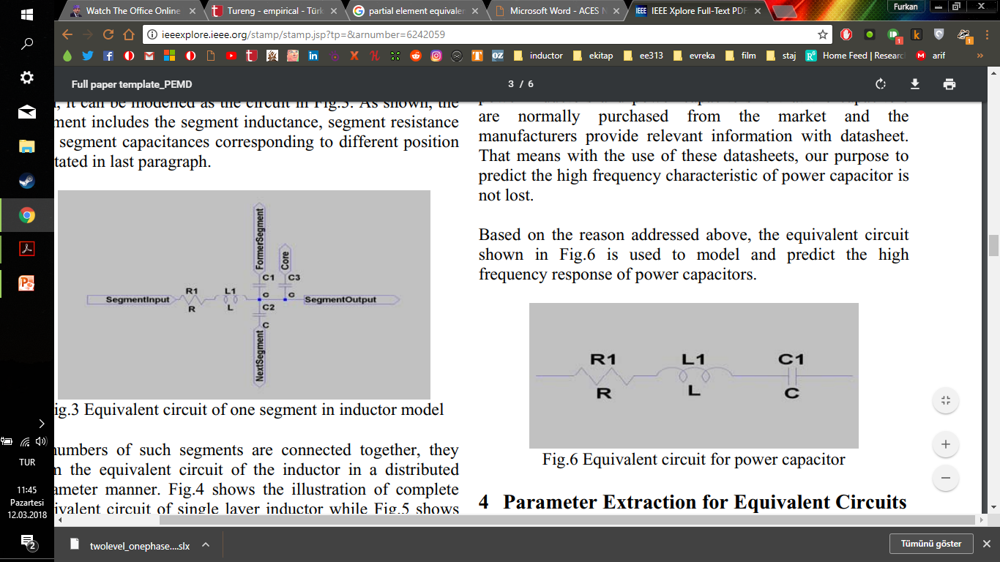 Watch The Office Online
Tureng - empirical - Türk
partial element equivaler
Microsoft Word - ACES N
IEEE Xplore Full-Text PDF
Furkan
ieeexplore.ieee.org/stamp/stamp.jsp?tp=&arnumber=6242059
inductor
ekitap
ee313
evreka
film
staj
Home Feed | Research
arif
Full paper template_PEMD
3 / 6
it can be modelled as the circuit in Fig.3. As shown, the
ment includes the segment inductance, segment resistance
segment capacitances corresponding to different position
tated in last paragraph.
FormerSegment
Core
C1
C3
R1
L1
C
C
SegmentInput
SegmentOutput
R
L
C2
C
NextSegment
ig.3 Equivalent circuit of one segment in inductor model
numbers of such segments are connected together, they
n the equivalent circuit of the inductor in a distributed
ameter manner. Fig.4 shows the illustration of complete
ivalent circuit of single layer inductor while Fig.5 shows
are normally purchased from the market and the
manufacturers provide relevant information with datasheet.
That means with the use of these datasheets, our purpose to
predict the high frequency characteristic of power capacitor is
not lost.
Based on the reason addressed above, the equivalent circuit
shown in Fig.6 is used to model and predict the high
frequency response of power capacitors.
R1
L1
C1
R
L
C
Fig.6 Equivalent circuit for power capacitor
4 Parameter Extraction for Equivalent Circuits
TUR
11:45
Pazartesi
12.03.2018
2
twolevel_onephase....slx
Tümünü göster